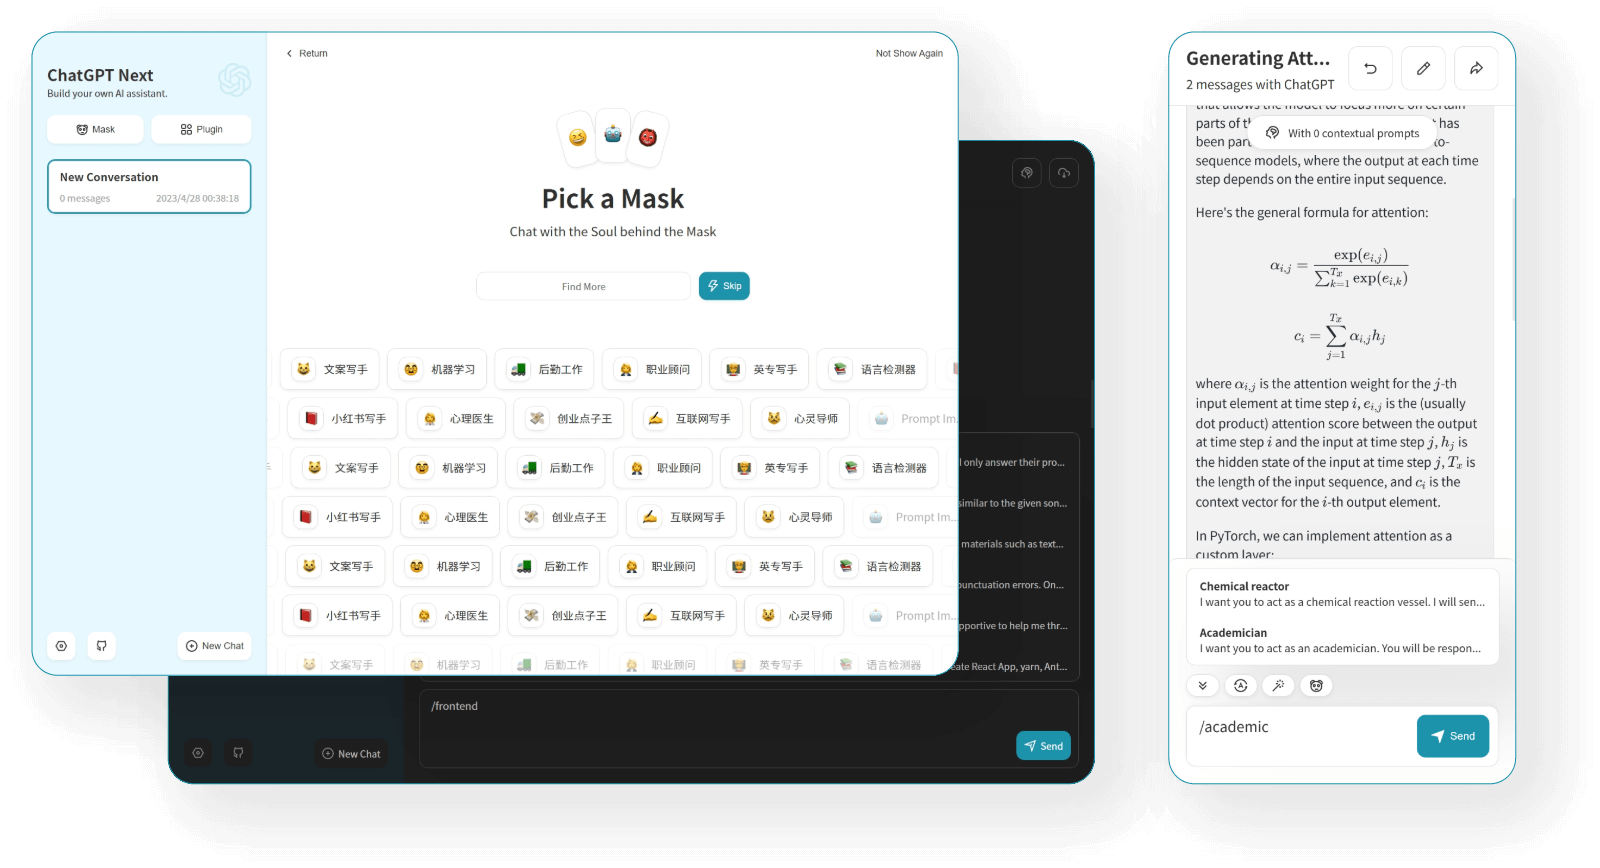 ChatGPT Next
Build your own AI assistant.
Mask
Plugin
New Conversation
0 messages 2023/4/28 00:38:18
New Chat
Return
Not Show Again
Pick a Mask
Chat with the Soul behind the Mask
Find More
Skip
文案写手 机器学习 后勤工作 职业顾问 英专写手 语言检测器
小红书写手 心理医生 创业点子王 互联网写手 心灵导师 Prompt Im...
文案写手 机器学习 后勤工作 职业顾问 英专写手 语言检测器
小红书写手 心理医生 创业点子王 互联网写手 心灵导师 Prompt Im...
文案写手 机器学习 后勤工作 职业顾问 英专写手 语言检测器
小红书写手 心理医生 创业点子王 互联网写手 心灵导师 Prompt Im...
文案写手 机器学习 后勤工作 职业顾问 英专写手 语言检测器
I only answer their pro...
similar to the given son...
materials such as text...
punctuation errors. On...
pportive to help me thr...
eate React App, yarn, Ant...
/frontend
Send
New Chat
Generating Att...
2 messages with ChatGPT
that allows the model to focus more on certain
parts of has
With 0 contextual prompts
been to-
sequence models, where the output at each time
step depends on the entire input sequence.
Here's the general formula for attention:
α_{i,j} = exp(e_{i,j}) / ∑_{k=1}^{T_x} exp(e_{i,k})
c_i = ∑_{j=1}^{T_x} α_{i,j} h_j
where α_{i,j} is the attention weight for the j-th
input element at time step i, e_{i,j} is the (usually
dot product) attention score between the output
at time step i and the input at time step j, h_j is
the hidden state of the input at time step j, T_x is
the length of the input sequence, and c_i is the
context vector for the i-th output element.
In PyTorch, we can implement attention as a
custom layer:
Chemical reactor
I want you to act as a chemical reaction vessel. I will sen...
Academician
I want you to act as an academician. You will be respon...
/academic
Send